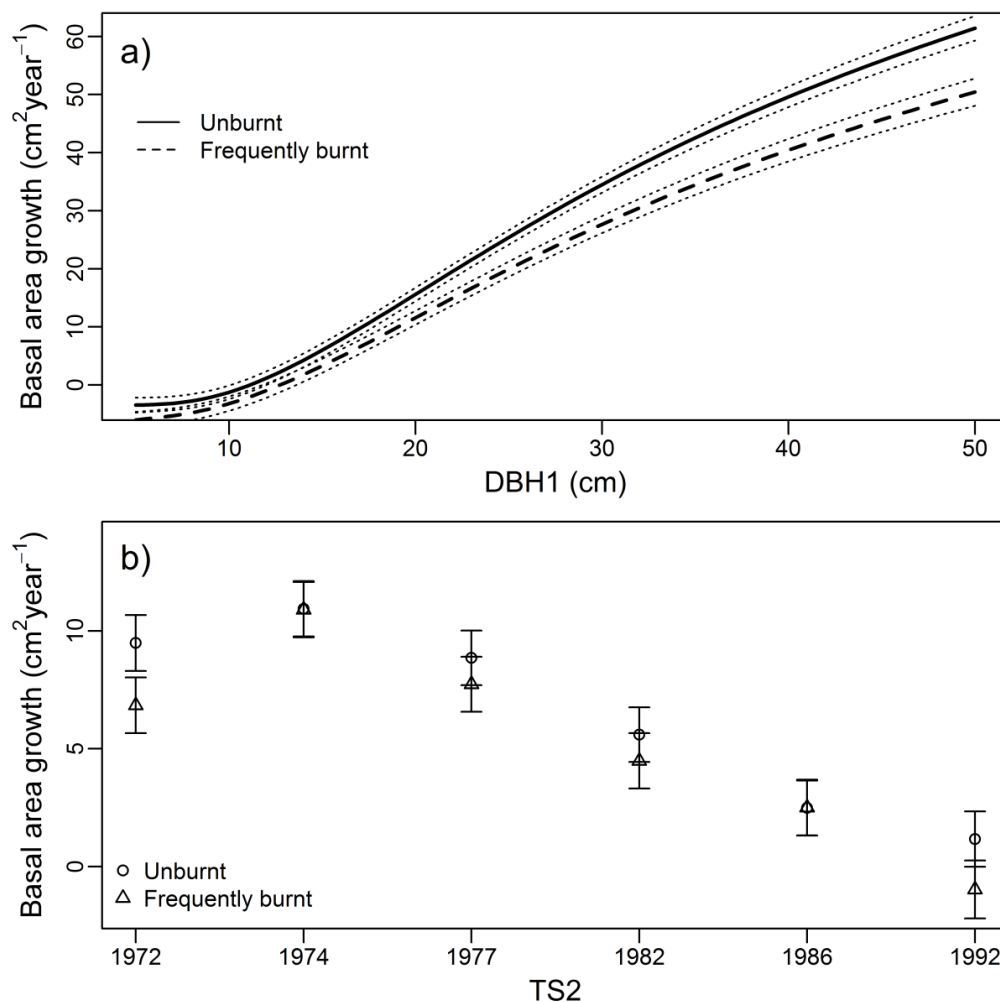 a)
Basal area growth (cm²year⁻¹)
Unburnt
Frequently burnt
60
50
40
30
20
10
0
10 20 30 40 50
DBH1 (cm)
b)
Basal area growth (cm²year⁻¹)
10
5
0
Unburnt
Frequently burnt
1972 1974 1977 1982 1986 1992
TS2